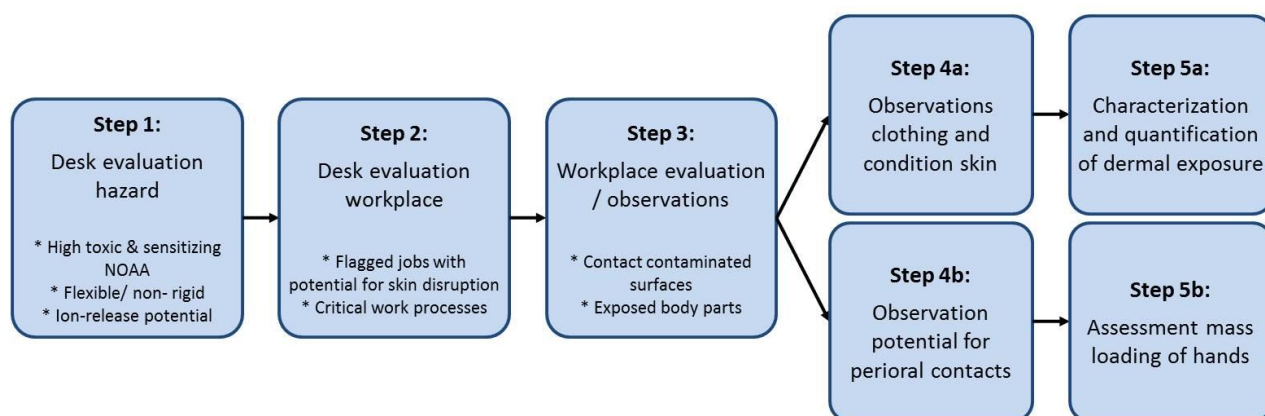 Step 1:
Desk evaluation
hazard
* High toxic & sensitizing
NOAA
* Flexible/ non- rigid
* Ion-release potential
Step 2:
Desk evaluation
workplace
* Flagged jobs with
potential for skin disruption
* Critical work processes
Step 3:
Workplace evaluation
/ observations
* Contact contaminated
surfaces
* Exposed body parts
Step 4a:
Observations
clothing and
condition skin
Step 5a:
Characterization
and quantification
of dermal exposure
Step 4b:
Observation
potential for
perioral contacts
Step 5b:
Assessment mass
loading of hands